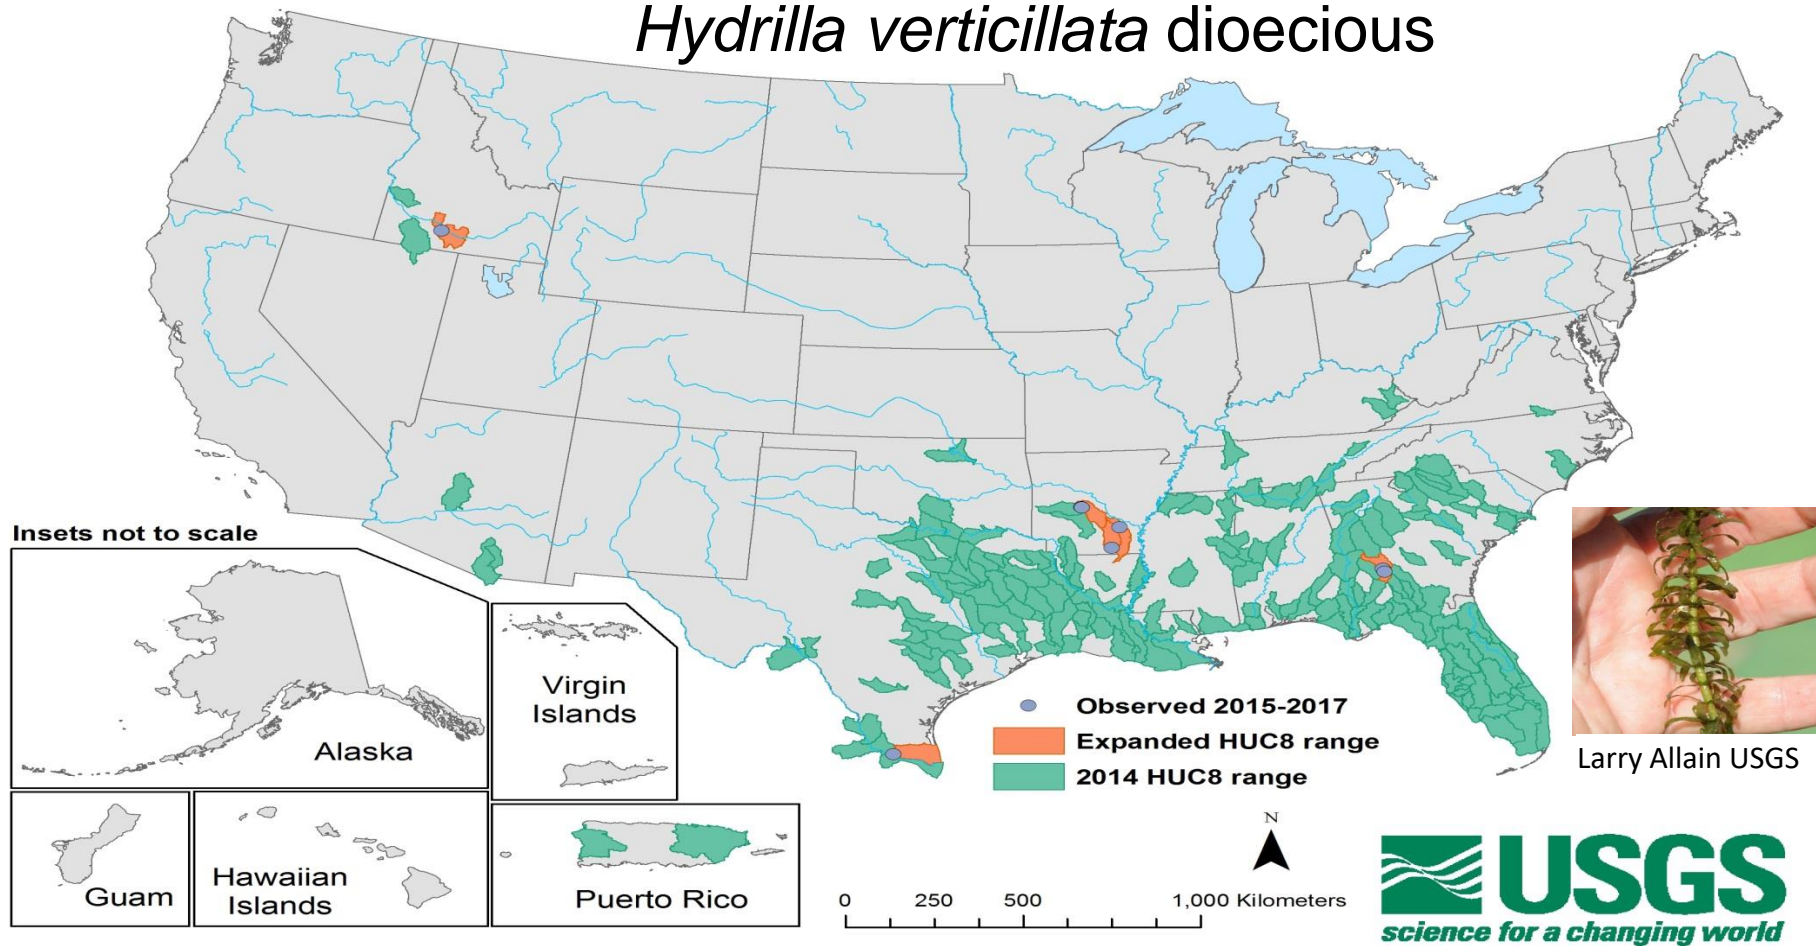 Hydrilla verticillata dioecious
Insets not to scale
Alaska
Virgin
Islands
Guam
Hawaiian
Islands
Puerto Rico
Observed 2015-2017
Expanded HUC8 range
2014 HUC8 range
Larry Allain USGS
N
0 250 500 1,000 Kilometers
USGS
science for a changing world